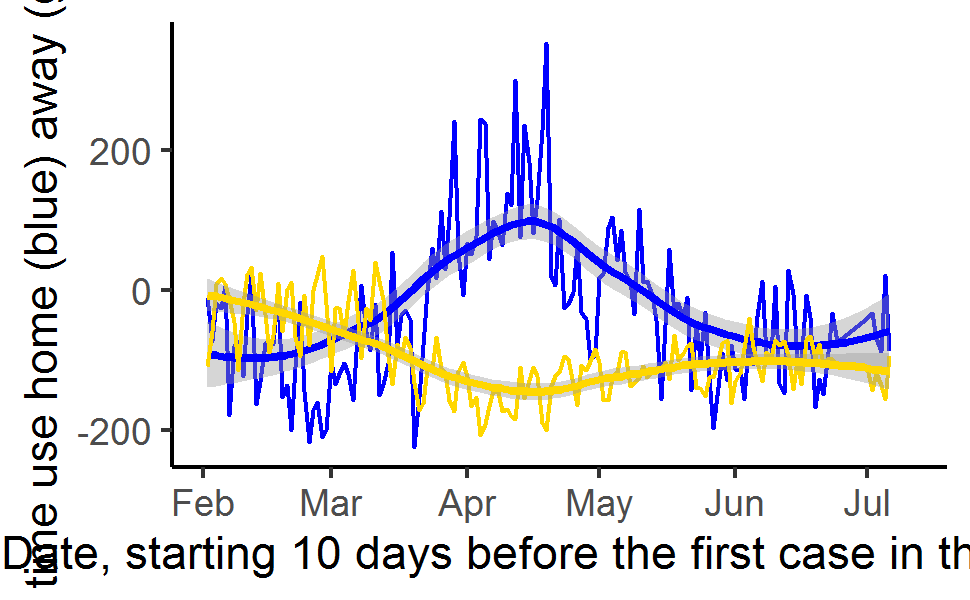 time use home (blue) away (
200
0
-200
Feb Mar Apr May Jun Jul
Date, starting 10 days before the first case in th